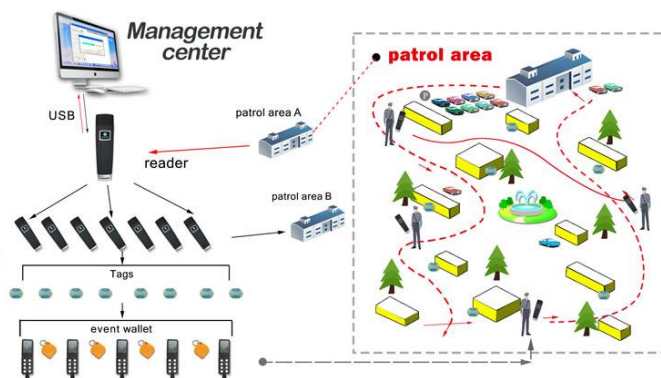 Management
center
patrol area
USB
patrol area A
reader
patrol area B
Tags
event wallet
P